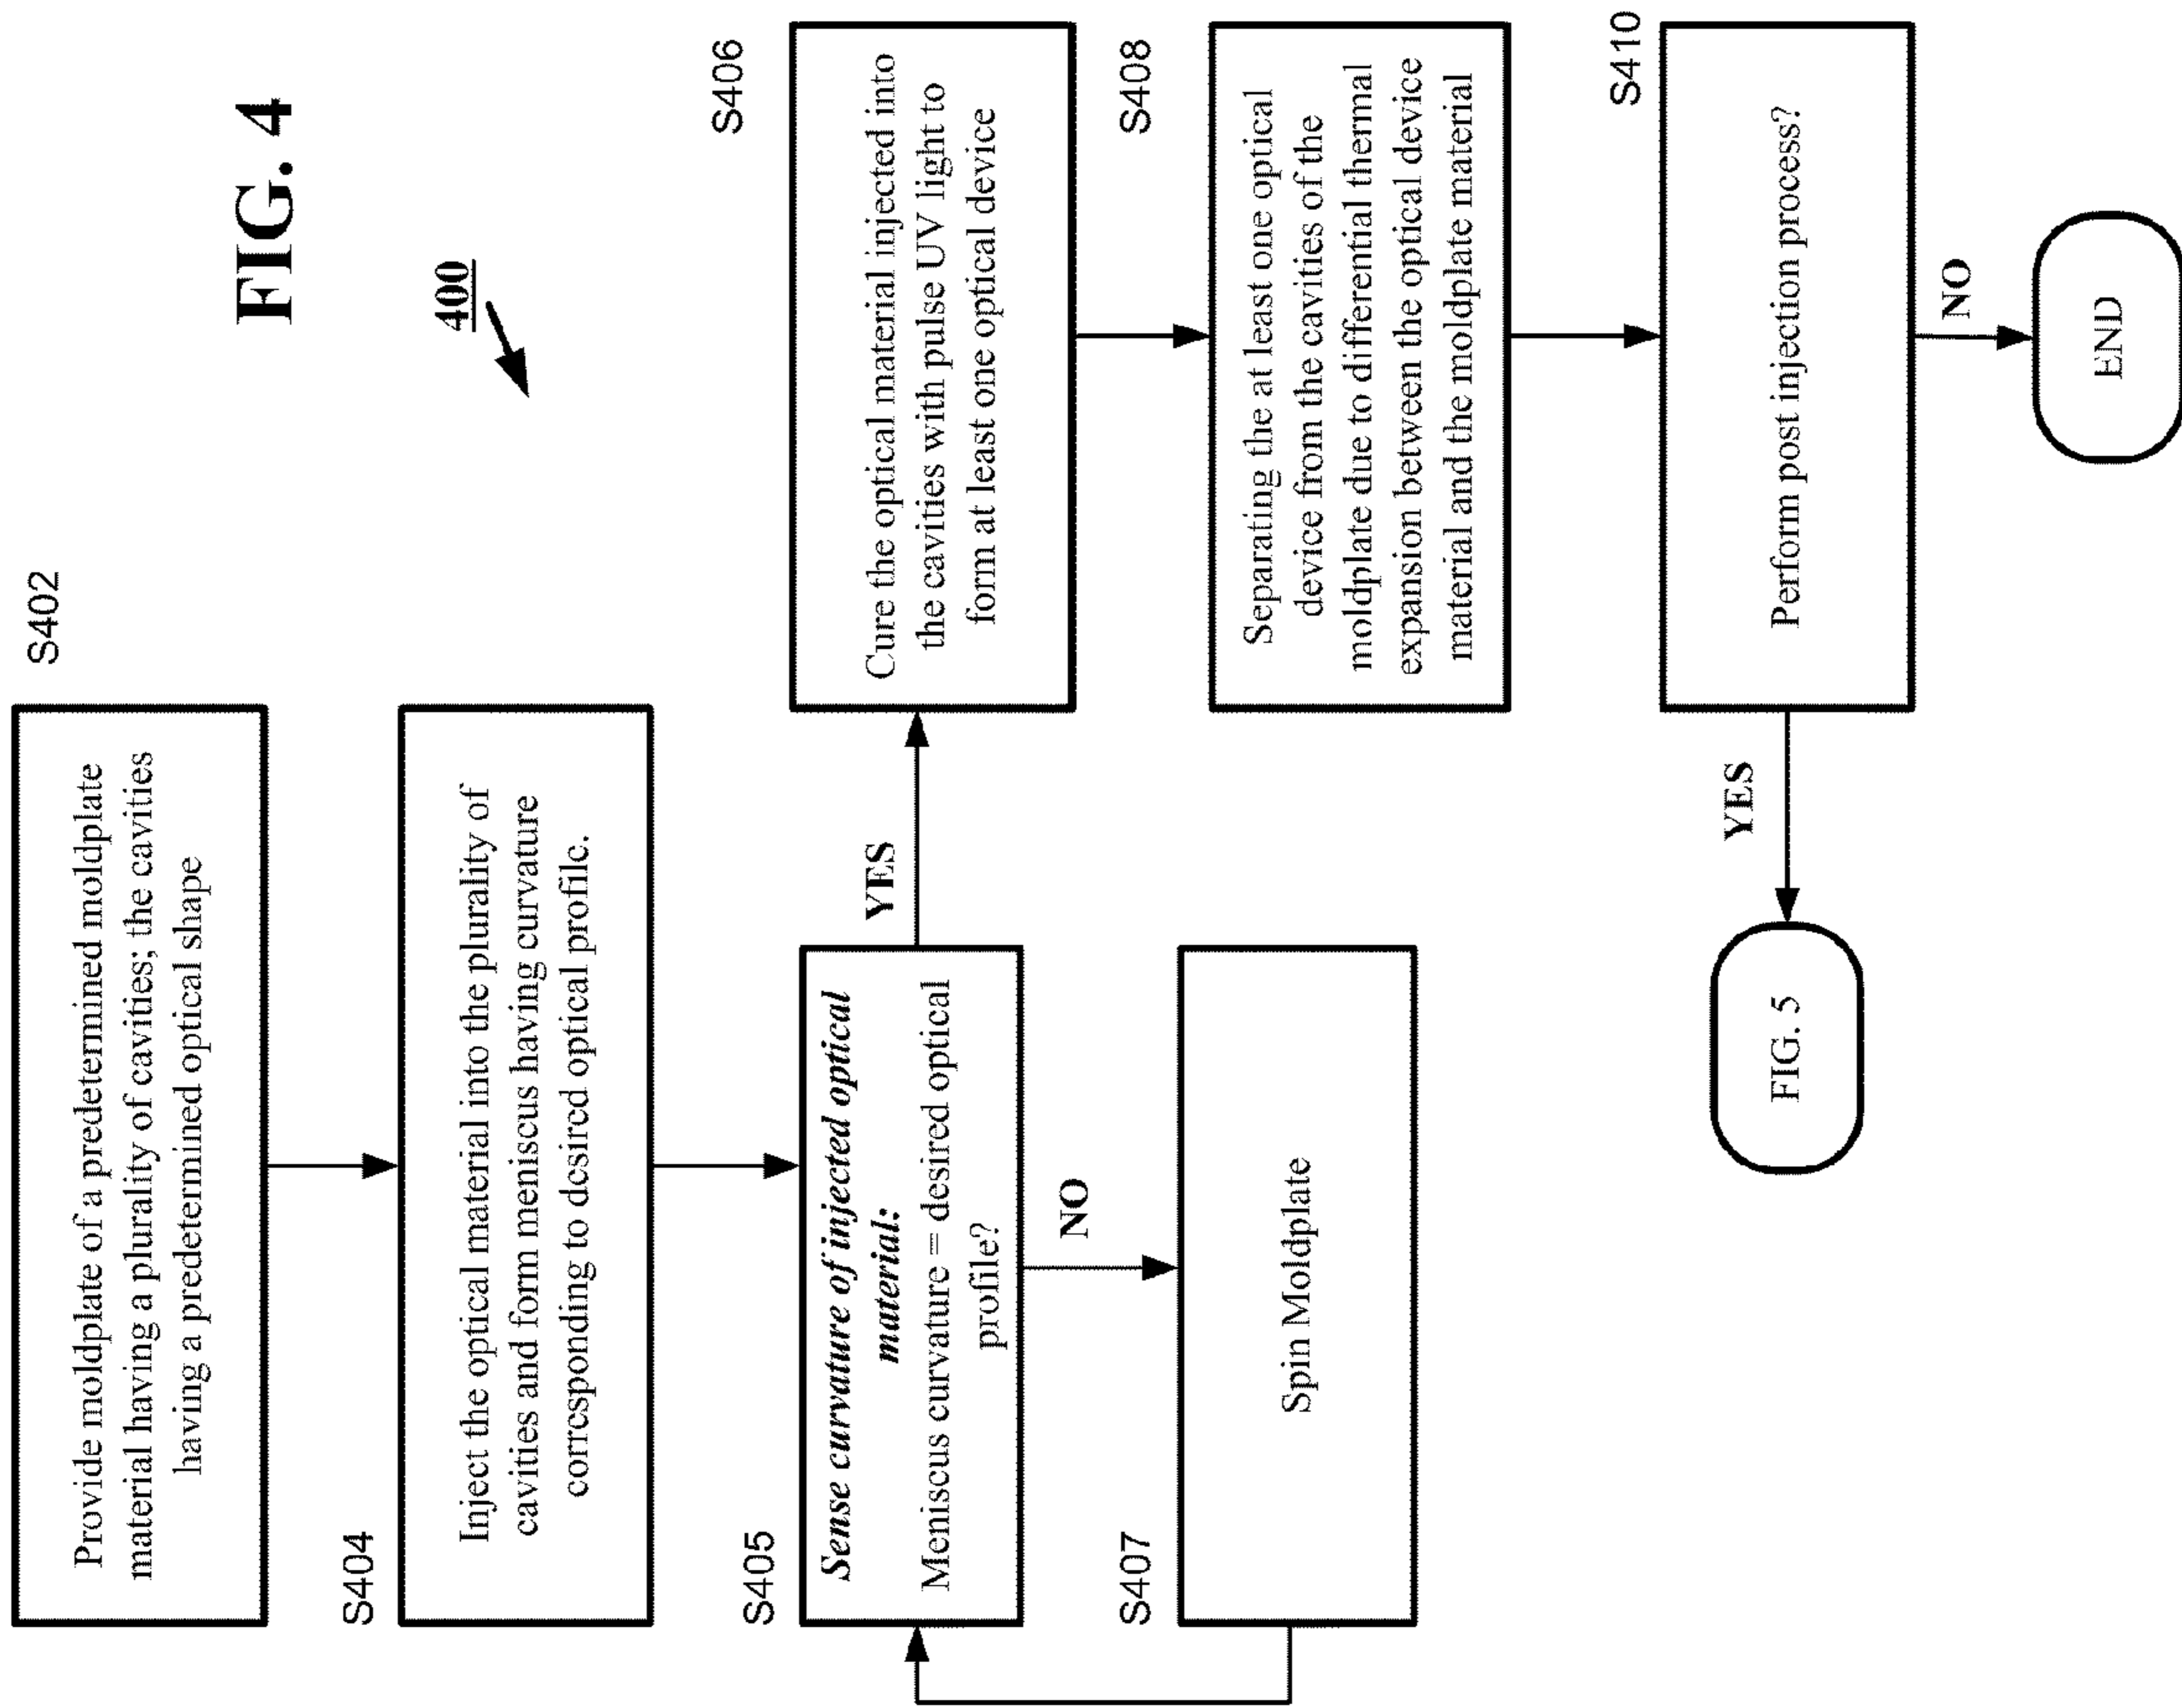 FIG. 4
400
S402
Provide moldplate of a predetermined moldplate
material having a plurality of cavities; the cavities
having a predetermined optical shape
S404
Inject the optical material into the plurality of
cavities and form meniscus having curvature
corresponding to desired optical profile.
S405
Sense curvature of injected optical
material:
Meniscus curvature = desired optical
profile?
YES
NO
S407
Spin Moldplate
S406
Cure the optical material injected into
the cavities with pulse UV light to
form at least one optical device
S408
Separating the at least one optical
device from the cavities of the
moldplate due to differential thermal
expansion between the optical device
material and the moldplate material
S410
Perform post injection process?
YES
NO
FIG. 5
END